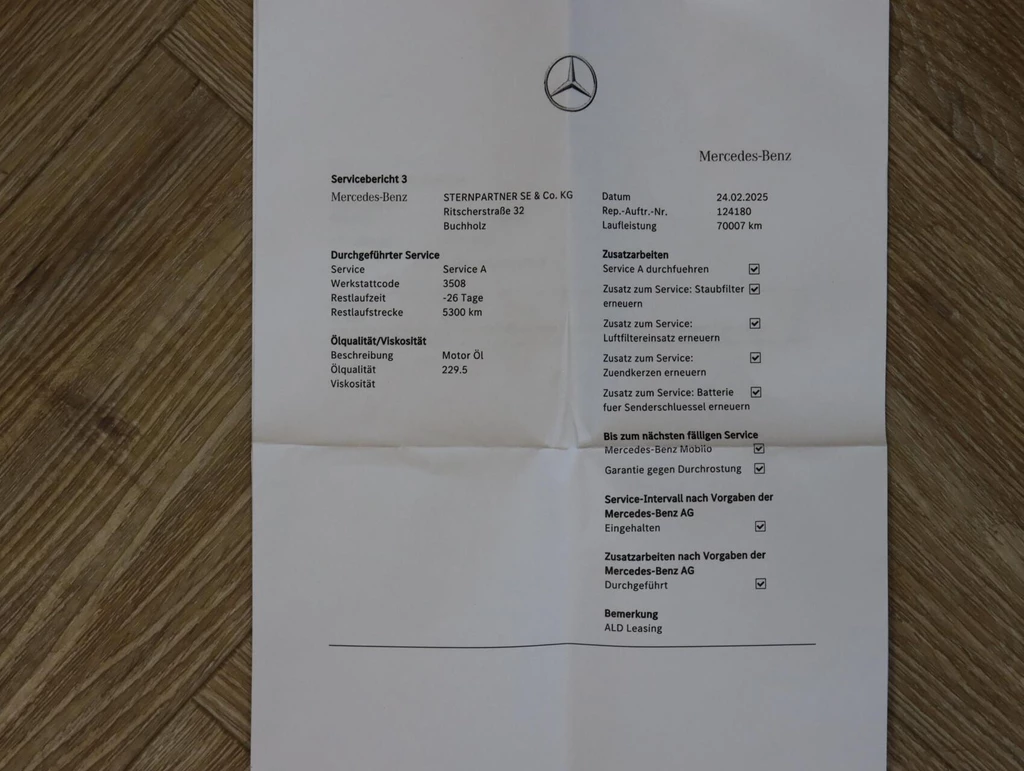 Mercedes-Benz
Servicebericht 3
Mercedes-Benz
STERNPARTNER SE & Co. KG
Ritscherstraße 32
Buchholz
Datum 24.02.2025
Rep.-Auftr.-Nr. 124180
Laufleistung 70007 km
Durchgeführter Service
Service Service A
Werkstattcode 3508
Restlaufzeit -26 Tage
Restlaufstrecke 5300 km
Ölqualität/Viskosität
Beschreibung Motor Öl
Ölqualität 229.5
Viskosität
Zusatzarbeiten
Service A durchfuehren
Zusatz zum Service: Staubfilter
erneuern
Zusatz zum Service:
Luftfiltereinsatz erneuern
Zusatz zum Service:
Zuendkerzen erneuern
Zusatz zum Service: Batterie
fuer Senderschluessel erneuern
Bis zum nächsten fälligen Service
Mercedes-Benz Mobilo
Garantie gegen Durchrostung
Service-Intervall nach Vorgaben der
Mercedes-Benz AG
Eingehalten
Zusatzarbeiten nach Vorgaben der
Mercedes-Benz AG
Durchgeführt
Bemerkung
ALD Leasing